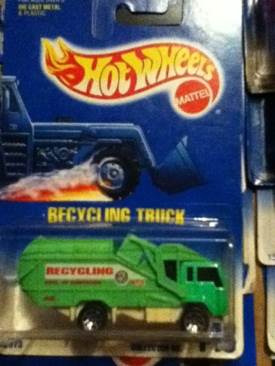 DIE CAST METAL
& PLASTIC
HOT WHEELS
MATTEL
RECYCLING TRUCK
RECYCLING